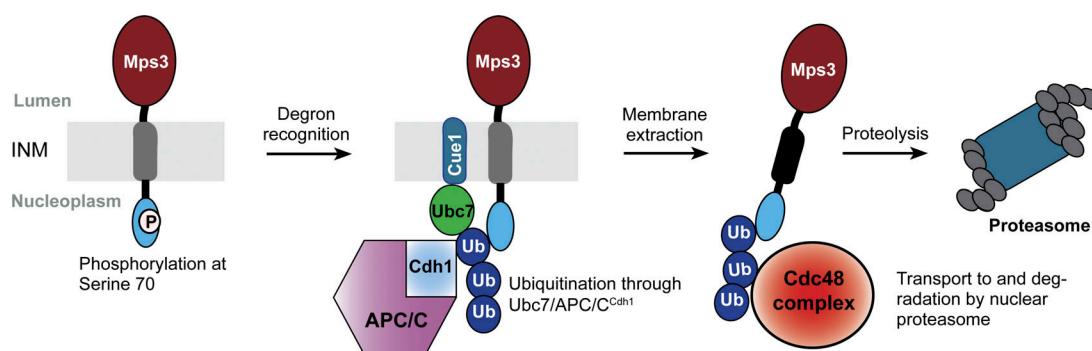 Mps3
Lumen
INM
Nucleoplasm
P
Phosphorylation at
Serine 70
Degron
recognition
Mps3
Cue1
Ubc7
Ub
Cdh1
Ub
APC/C
Ub
Ubiquitination through
Ubc7/APC/C^Cdh1
Membrane
extraction
Mps3
Ub
Ub
Ub
Cdc48
complex
Proteolysis
Proteasome
Transport to and deg-
radation by nuclear
proteasome